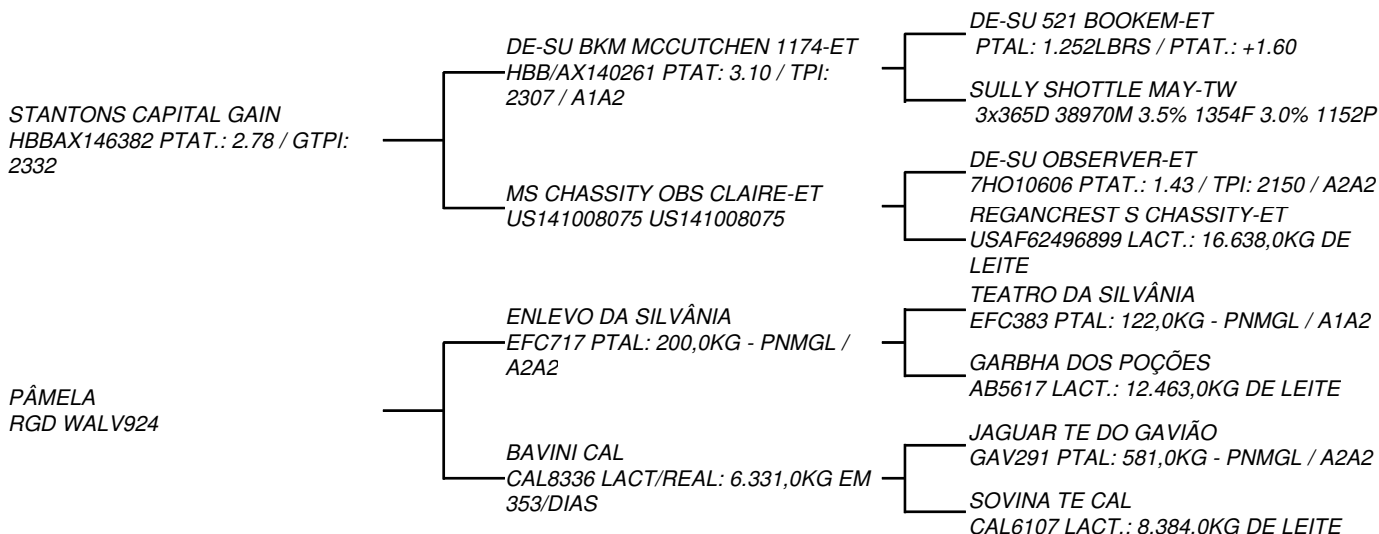 STANTONS CAPITAL GAIN
HBBAX146382 PTAT.: 2.78 / GTPI:
2332
DE-SU BKM MCCUTCHEN 1174-ET
HBB/AX140261 PTAT: 3.10 / TPI:
2307 / A1A2
DE-SU 521 BOOKEM-ET
PTAL: 1.252LBRS / PTAT.: +1.60
SULLY SHOTTLE MAY-TW
3x365D 38970M 3.5% 1354F 3.0% 1152P
MS CHASSITY OBS CLAIRE-ET
US141008075 US141008075
DE-SU OBSERVER-ET
7HO10606 PTAT.: 1.43 / TPI: 2150 / A2A2
REGANCREST S CHASSITY-ET
USAF62496899 LACT.: 16.638,0KG DE
LEITE
PÂMELA
RGD WALV924
ENLEVO DA SILVÂNIA
EFC717 PTAL: 200,0KG - PNMGL /
A2A2
TEATRO DA SILVÂNIA
EFC383 PTAL: 122,0KG - PNMGL / A1A2
GARBHA DOS POÇÕES
AB5617 LACT.: 12.463,0KG DE LEITE
BAVINI CAL
CAL8336 LACT/REAL: 6.331,0KG EM
353/DIAS
JAGUAR TE DO GAVIÃO
GAV291 PTAL: 581,0KG - PNMGL / A2A2
SOVINA TE CAL
CAL6107 LACT.: 8.384,0KG DE LEITE